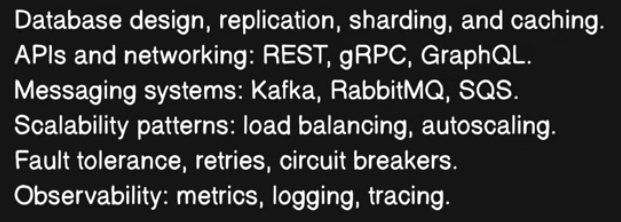 Database design, replication, sharding, and caching.
APIs and networking: REST, gRPC, GraphQL.
Messaging systems: Kafka, RabbitMQ, SQS.
Scalability patterns: load balancing, autoscaling.
Fault tolerance, retries, circuit breakers.
Observability: metrics, logging, tracing.